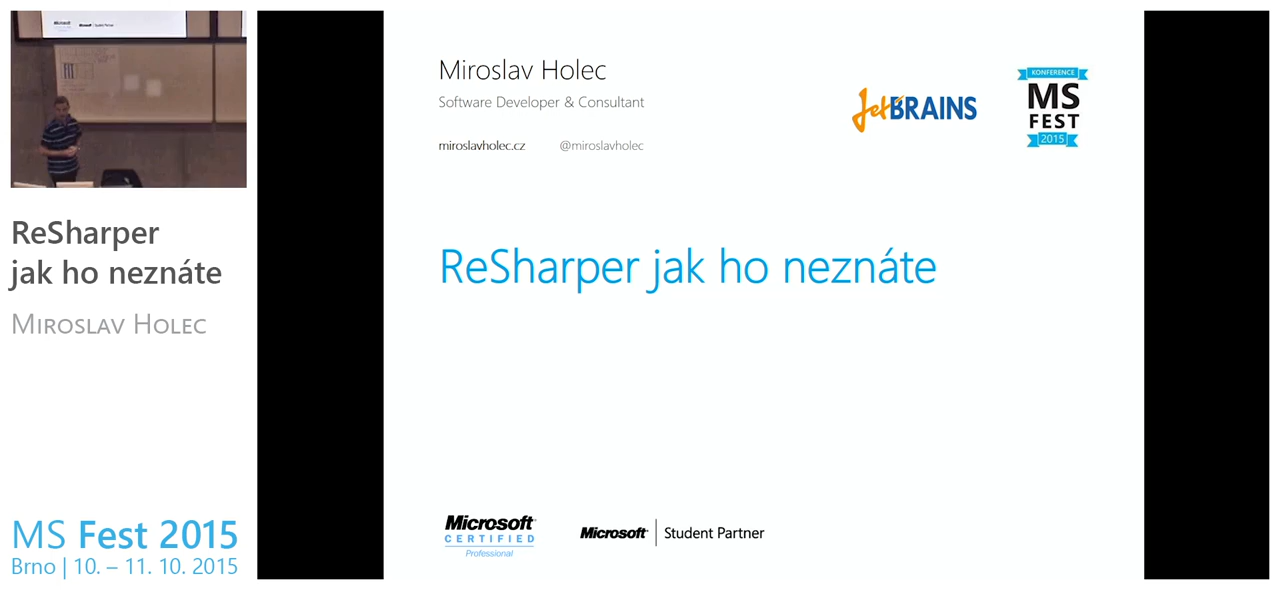 ReSharper
jak ho neznáte
Miroslav Holec
MS Fest 2015
Brno | 10. – 11. 10. 2015
Miroslav Holec
Software Developer & Consultant
miroslavholec.cz @miroslavholec
JetBRAINS
KONFERENCE
MS
FEST
2015
ReSharper jak ho neznáte
Microsoft
CERTIFIED
Professional
Microsoft | Student Partner